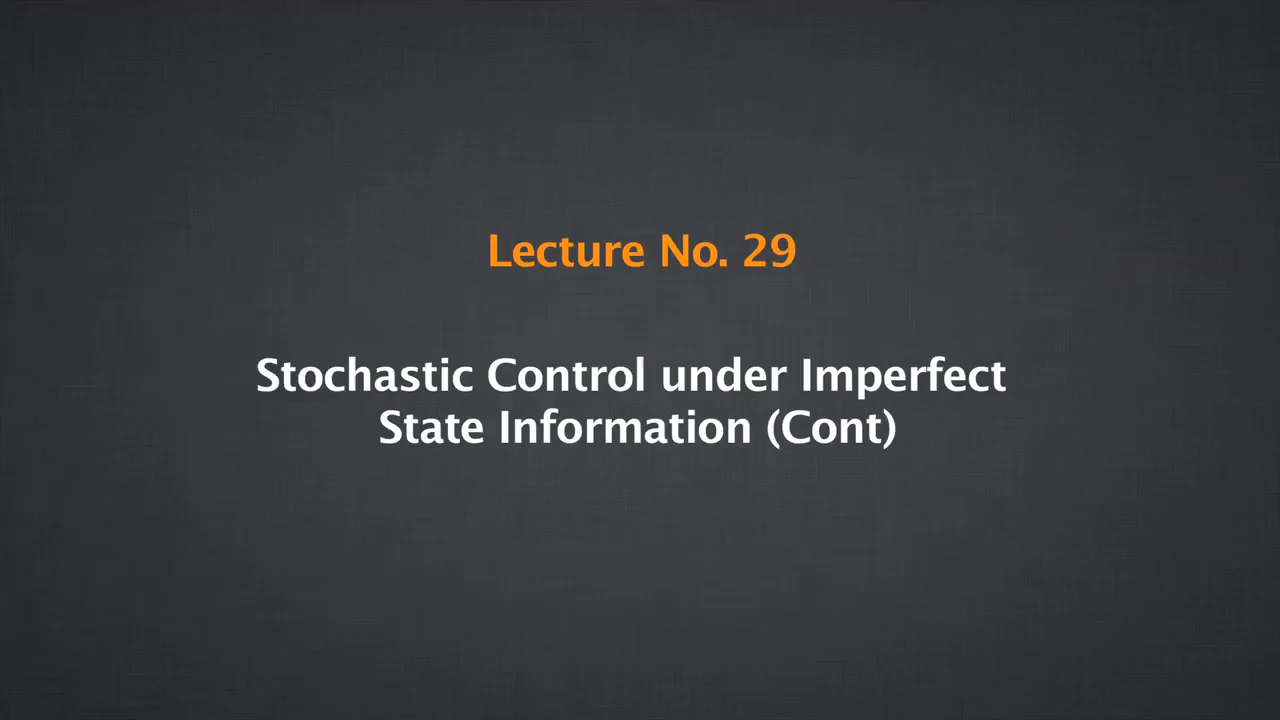 Lecture No. 29
Stochastic Control under Imperfect
State Information (Cont)